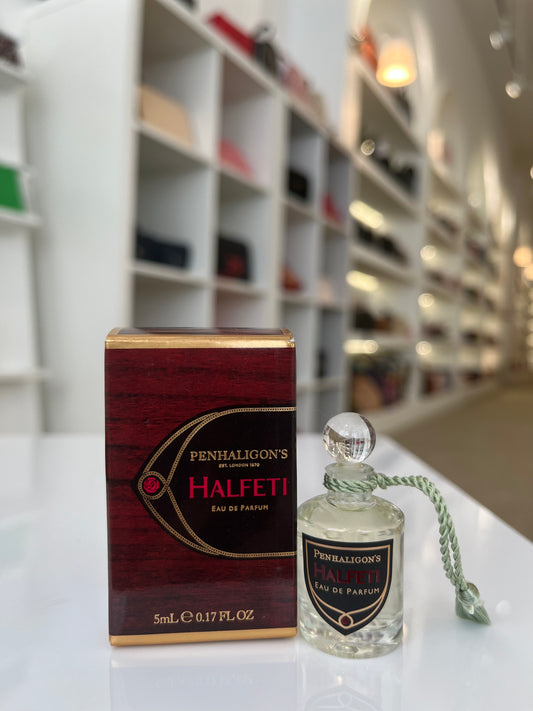 PENHALIGON'S
EST. LONDON 1870
HALFETI
EAU DE PARFUM
5mL e 0.17 FL OZ
PENHALIGON'S
HALFETI
EAU DE PARFUM